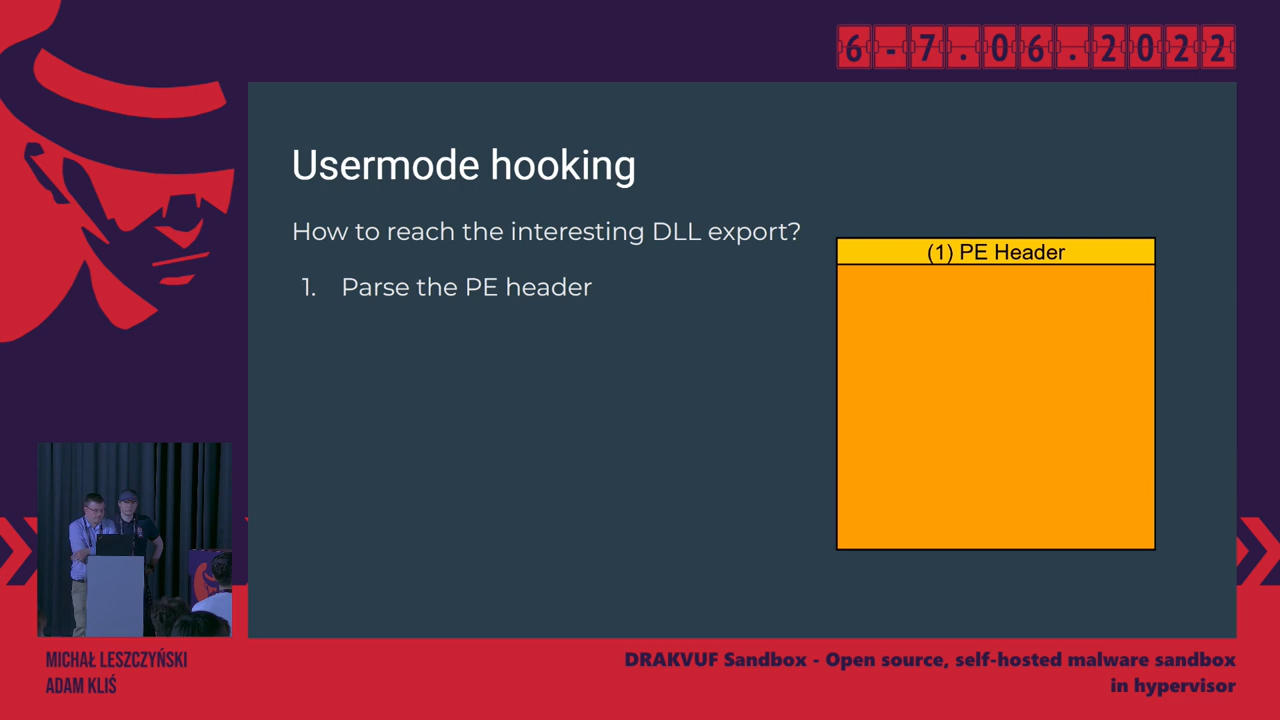 6-7.06.2022
Usermode hooking
How to reach the interesting DLL export?
1. Parse the PE header
(1) PE Header
MICHAŁ LESZCZYŃSKI
ADAM KLIŚ
DRAKVUF Sandbox - Open source, self-hosted malware sandbox
in hypervisor